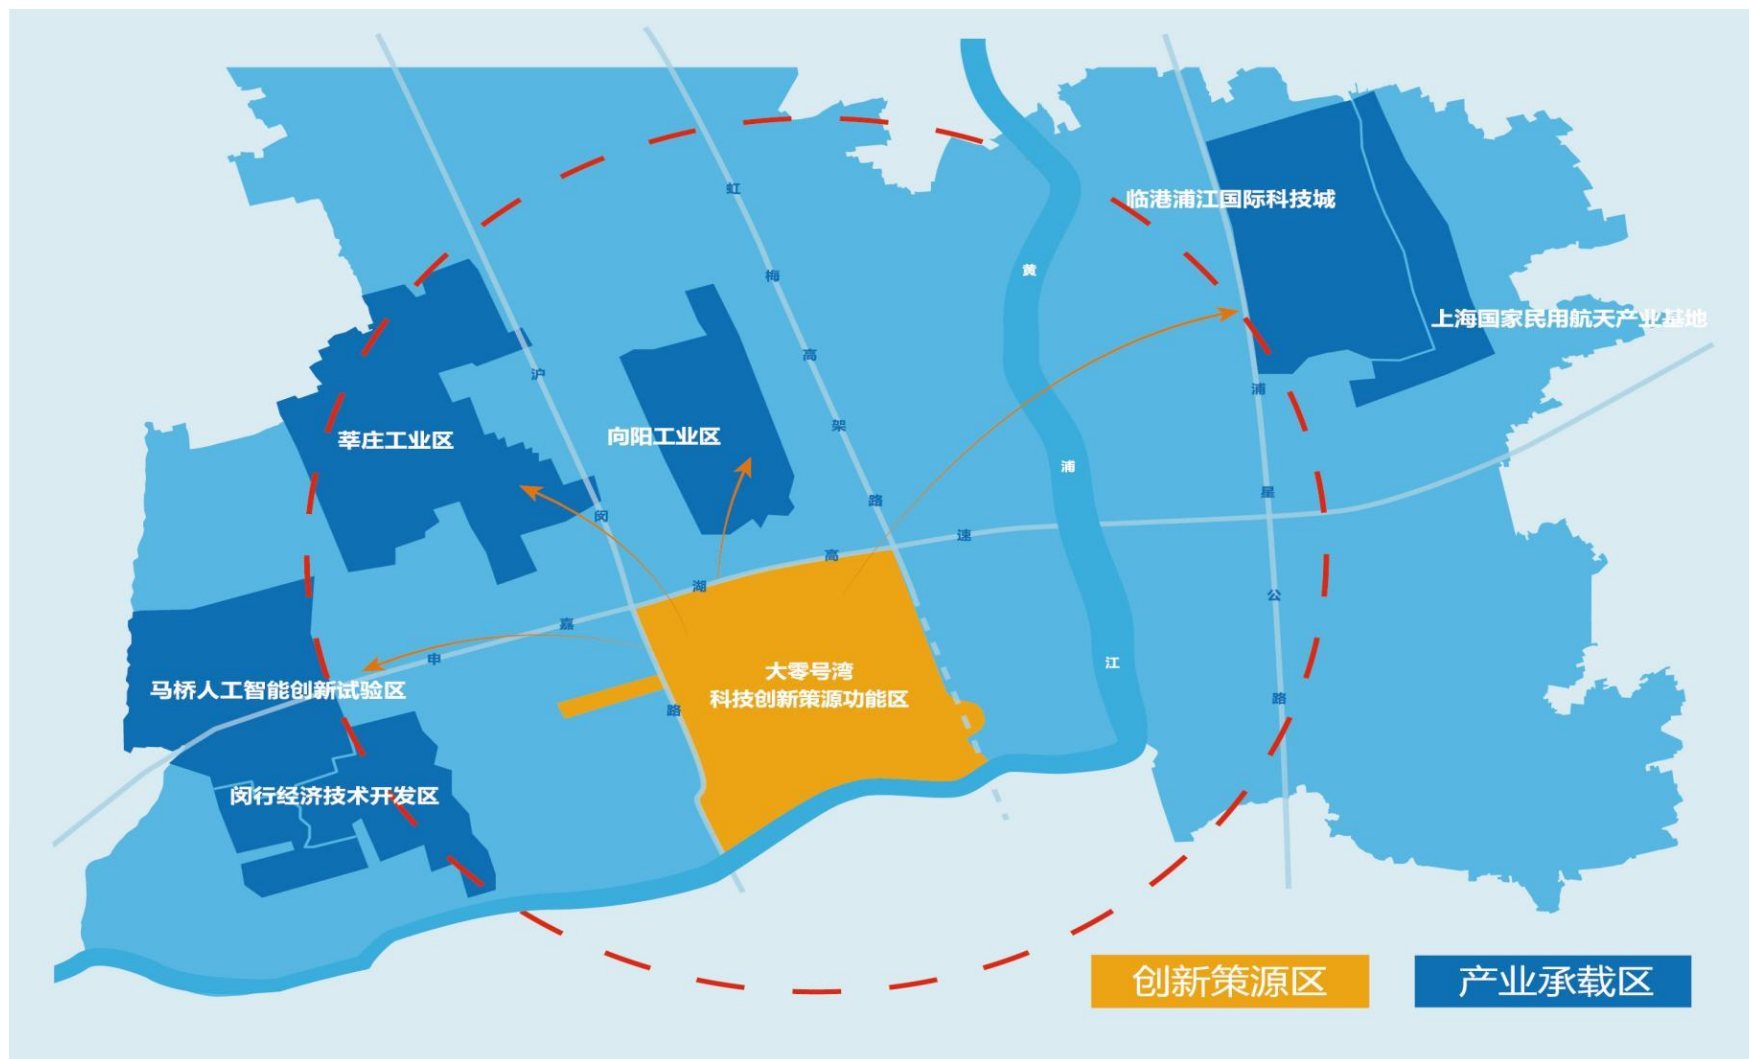 虹梅高架路
沪闵路
黄浦江
临港浦江国际科技城
上海国家民用航天产业基地
浦星公路
莘庄工业区
向阳工业区
申嘉湖高速
马桥人工智能创新试验区
大零号湾
科技创新策源功能区
闵行经济技术开发区
创新策源区
产业承载区